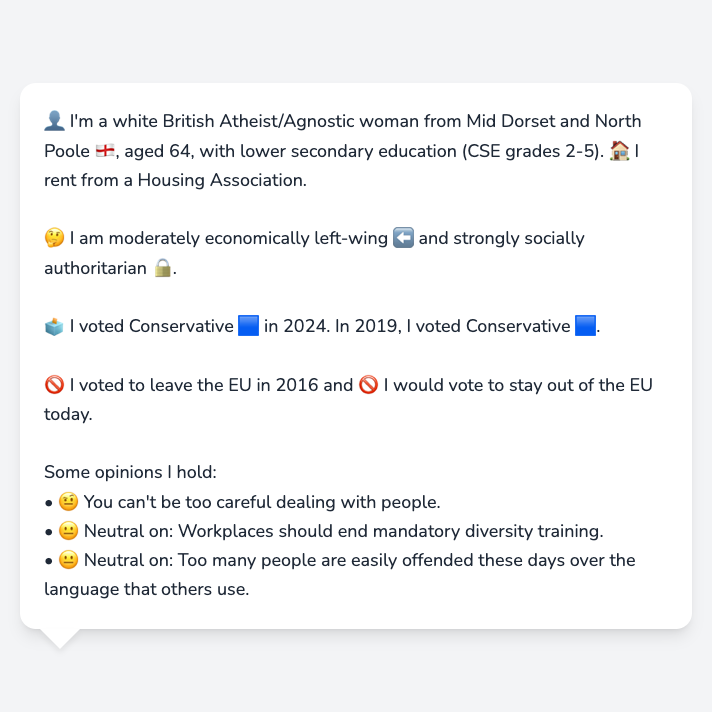 👤 I'm a white British Atheist/Agnostic woman from Mid Dorset and North
Poole 🏴󠁧󠁢󠁥󠁮󠁧󠁿, aged 64, with lower secondary education (CSE grades 2-5). 🏠 I
rent from a Housing Association.
🤔 I am moderately economically left-wing ⬅️ and strongly socially
authoritarian 🔒.
🗳️ I voted Conservative 🟦 in 2024. In 2019, I voted Conservative 🟦.
🚫 I voted to leave the EU in 2016 and 🚫 I would vote to stay out of the EU
today.
Some opinions I hold:
• 🤨 You can't be too careful dealing with people.
• 😐 Neutral on: Workplaces should end mandatory diversity training.
• 😐 Neutral on: Too many people are easily offended these days over the
language that others use.